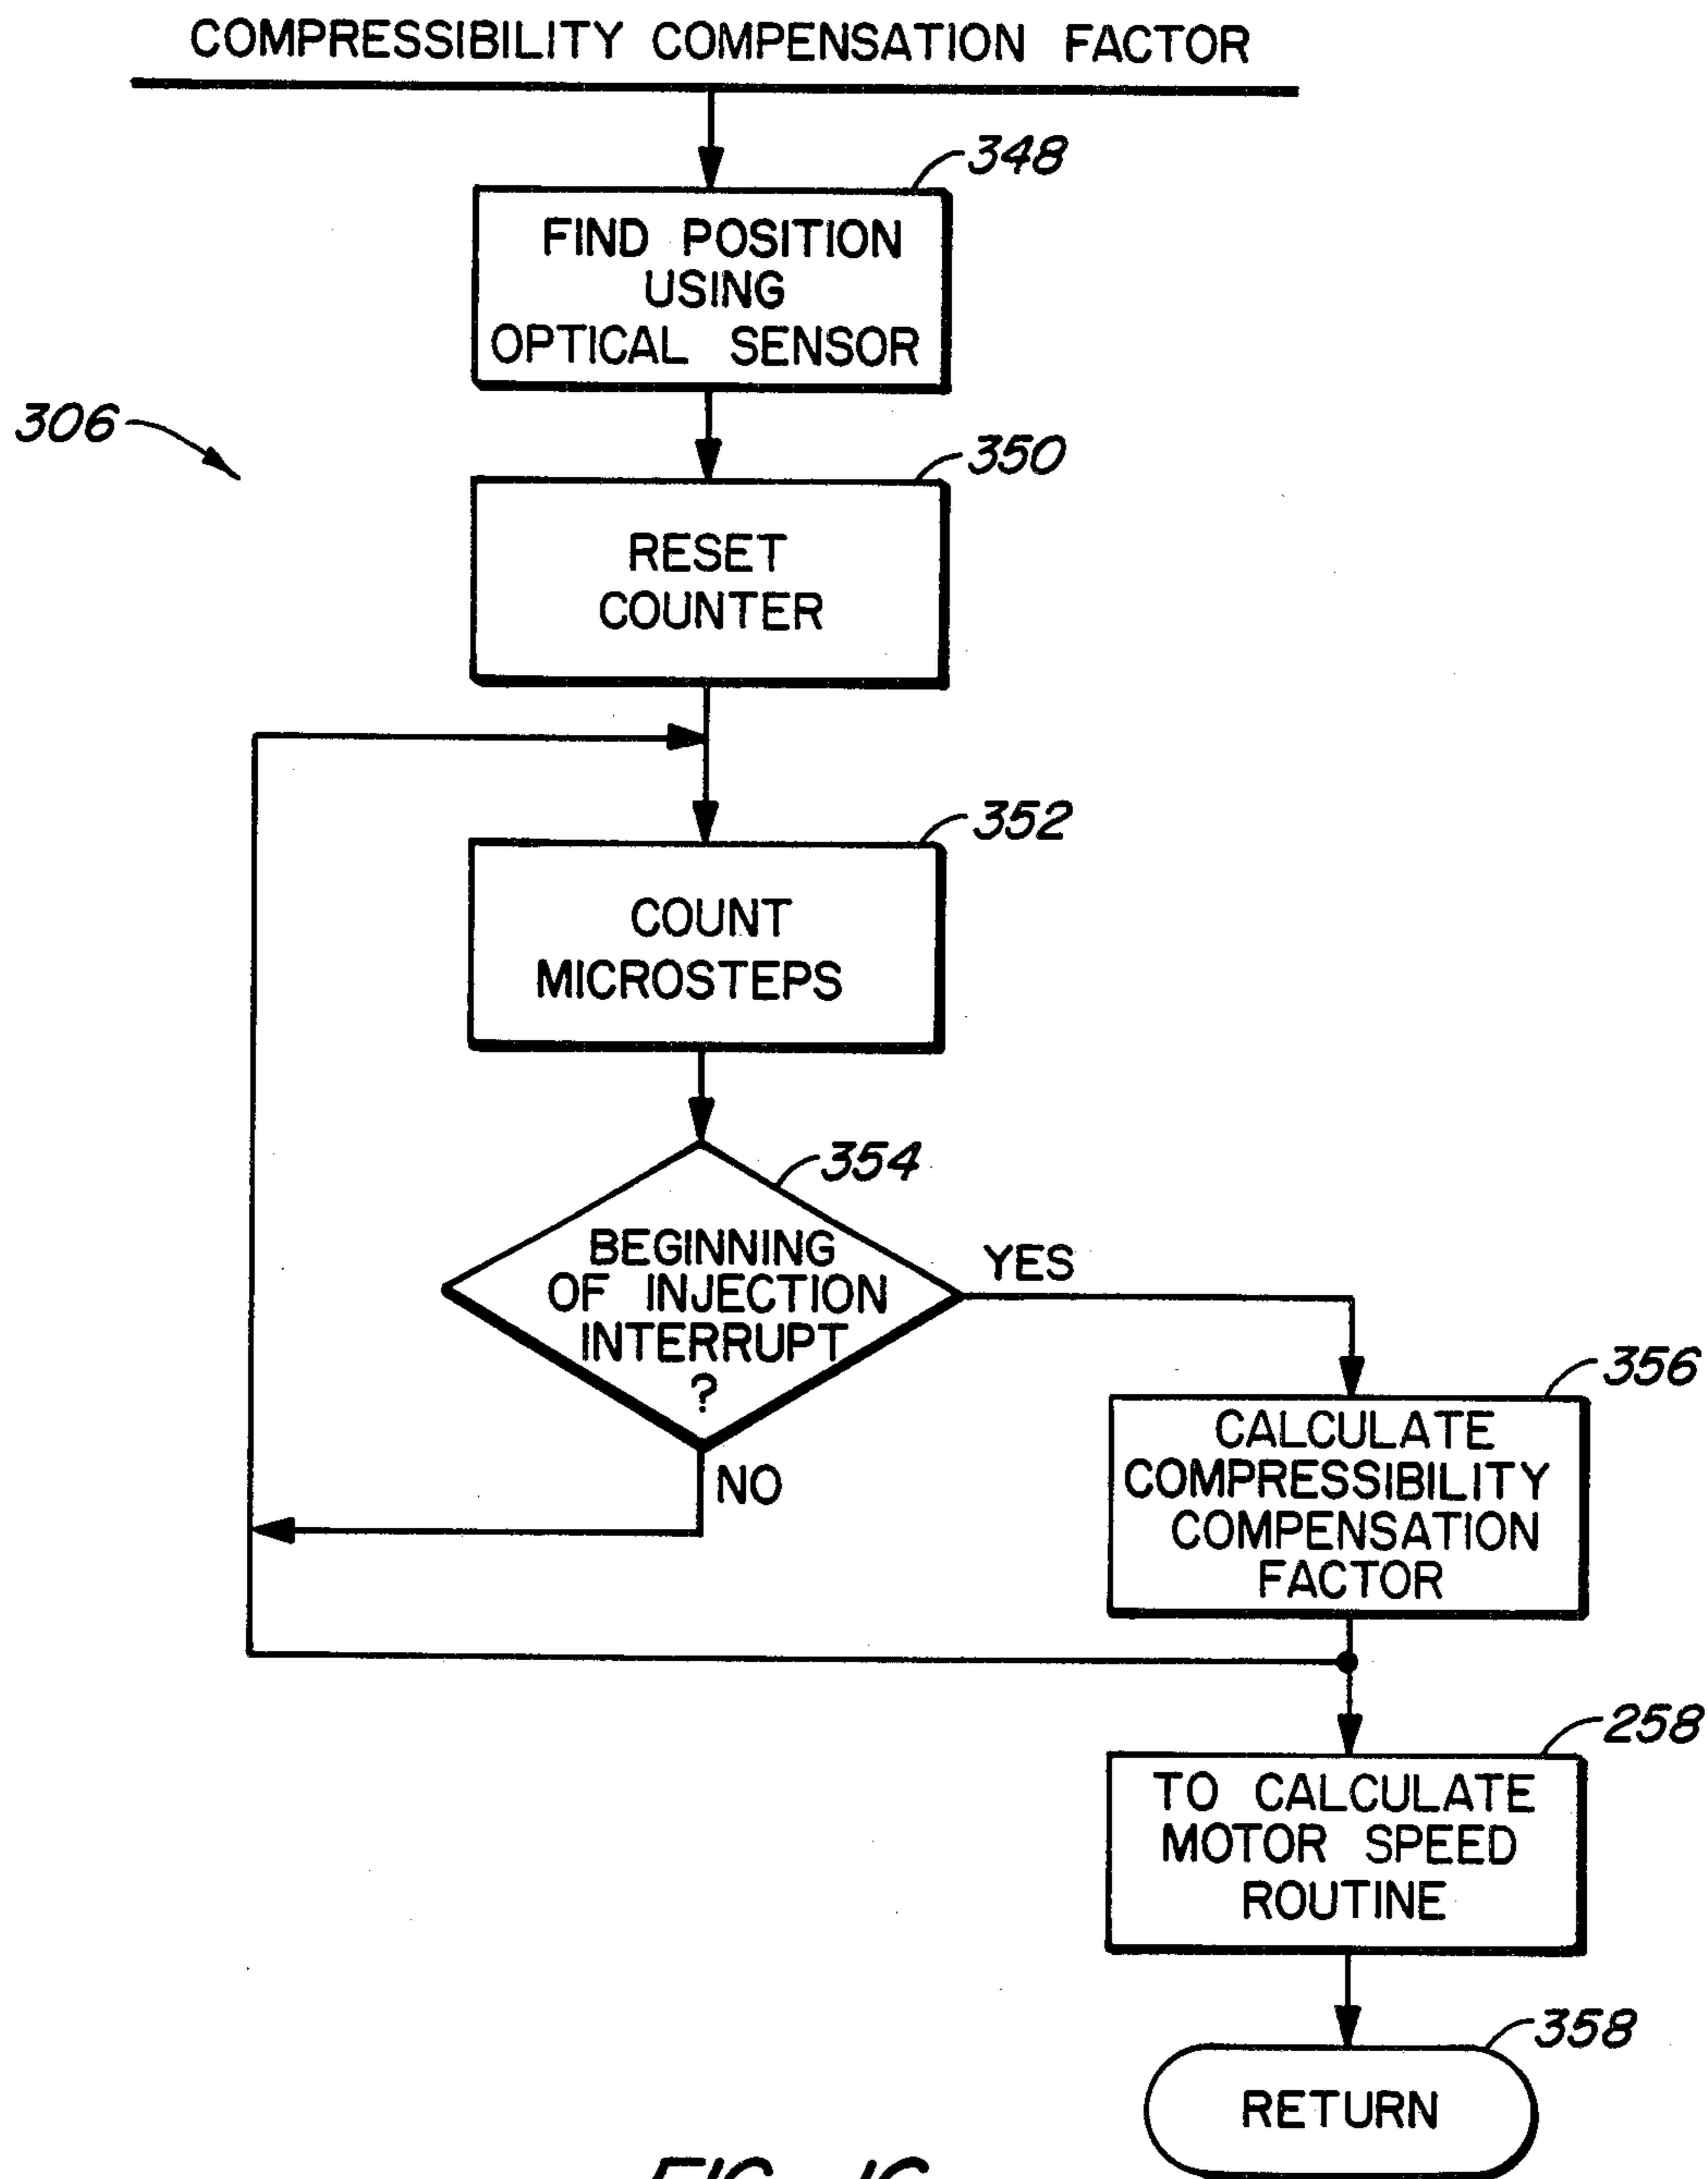 COMPRESSIBILITY COMPENSATION FACTOR
348
FIND POSITION
USING
OPTICAL SENSOR
306
350
RESET
COUNTER
352
COUNT
MICROSTEPS
354
BEGINNING
OF INJECTION
INTERRUPT
?
YES
NO
356
CALCULATE
COMPRESSIBILITY
COMPENSATION
FACTOR
258
TO CALCULATE
MOTOR SPEED
ROUTINE
358
RETURN